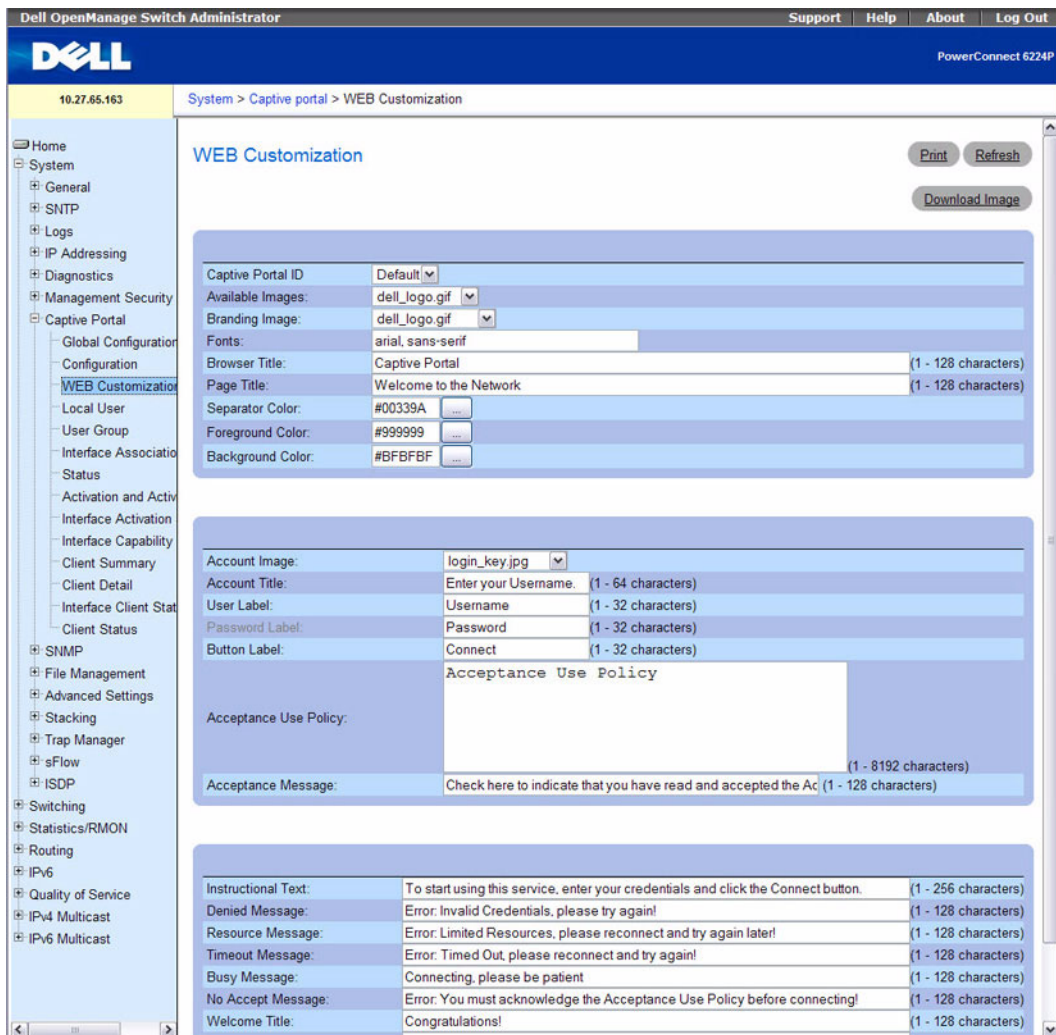 Dell OpenManage Switch Administrator
Support Help About Log Out
DELL
PowerConnect 6224P
10.27.65.163
System > Captive portal > WEB Customization
Home
System
General
SNTP
Logs
IP Addressing
Diagnostics
Management Security
Captive Portal
Global Configuration
Configuration
WEB Customization
Local User
User Group
Interface Associatio
Status
Activation and Activ
Interface Activation
Interface Capability
Client Summary
Client Detail
Interface Client Stat
Client Status
SNMP
File Management
Advanced Settings
Stacking
Trap Manager
sFlow
ISDP
Switching
Statistics/RMON
Routing
IPv6
Quality of Service
IPv4 Multicast
IPv6 Multicast
WEB Customization
Print Refresh
Download Image
Captive Portal ID Default
Available Images: dell_logo.gif
Branding Image: dell_logo.gif
Fonts: arial, sans-serif
Browser Title: Captive Portal (1 - 128 characters)
Page Title: Welcome to the Network (1 - 128 characters)
Separator Color: #00339A ...
Foreground Color: #999999 ...
Background Color: #BFBFBF ...
Account Image: login_key.jpg
Account Title: Enter your Username. (1 - 64 characters)
User Label: Username (1 - 32 characters)
Password Label: Password (1 - 32 characters)
Button Label: Connect (1 - 32 characters)
Acceptance Use Policy: Acceptance Use Policy (1 - 8192 characters)
Acceptance Message: Check here to indicate that you have read and accepted the Ac (1 - 128 characters)
Instructional Text: To start using this service, enter your credentials and click the Connect button. (1 - 256 characters)
Denied Message: Error: Invalid Credentials, please try again! (1 - 128 characters)
Resource Message: Error: Limited Resources, please reconnect and try again later! (1 - 128 characters)
Timeout Message: Error: Timed Out, please reconnect and try again! (1 - 128 characters)
Busy Message: Connecting, please be patient (1 - 128 characters)
No Accept Message: Error: You must acknowledge the Acceptance Use Policy before connecting! (1 - 128 characters)
Welcome Title: Congratulations! (1 - 128 characters)